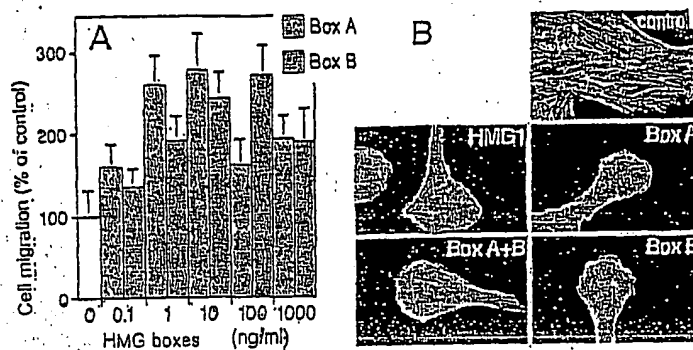 A
Box A
Box B
Cell migration (% of control)
300
200
100
0
0 0.1 1 10 100 1000
HMG boxes (ng/ml)
B
control
HMG1
Box A
Box A+B
Box B